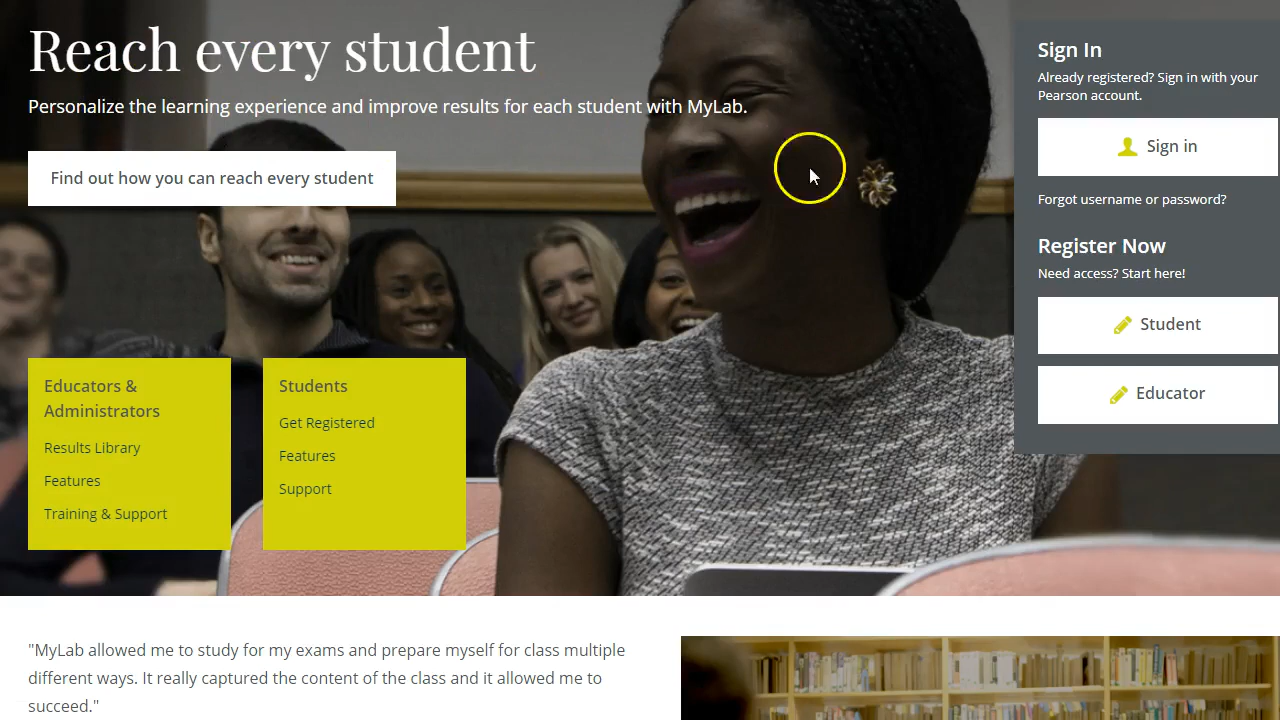 Reach every student
Personalize the learning experience and improve results for each student with MyLab.
Find out how you can reach every student
Educators &
Administrators
Results Library
Features
Training & Support
Students
Get Registered
Features
Support
Sign In
Already registered? Sign in with your
Pearson account.
Sign in
Forgot username or password?
Register Now
Need access? Start here!
Student
Educator
"MyLab allowed me to study for my exams and prepare myself for class multiple
different ways. It really captured the content of the class and it allowed me to
succeed."